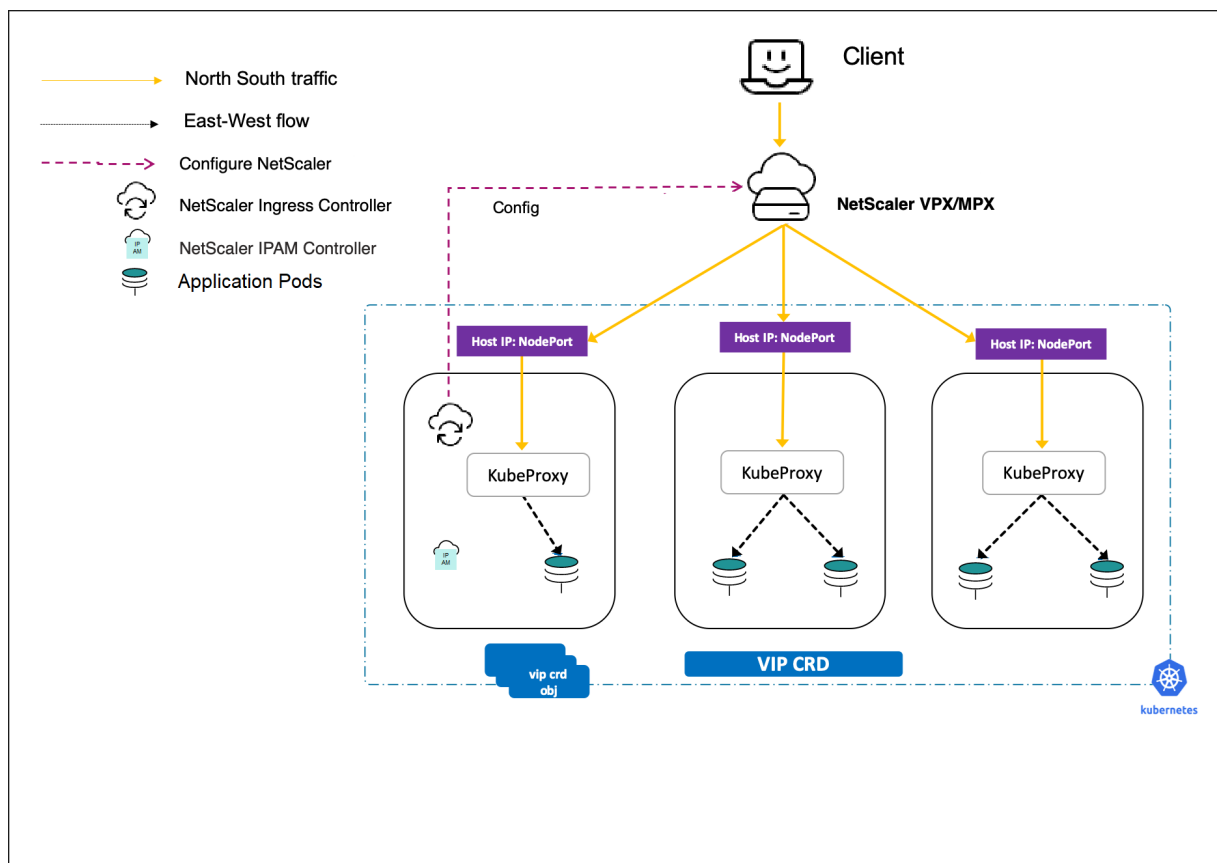 Client
North South traffic
East-West flow
Configure NetScaler
NetScaler Ingress Controller
Config
NetScaler VPX/MPX
IP
AM
NetScaler IPAM Controller
Application Pods
Host IP: NodePort
Host IP: NodePort
Host IP: NodePort
KubeProxy
KubeProxy
KubeProxy
IP
AM
vip crd
obj
VIP CRD
kubernetes